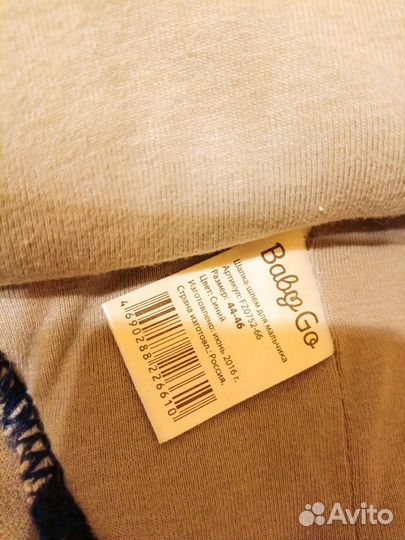 Baby Go
Шапка-шлем для мальчика
Артикул: FZ0752-66
Размер: 44-46
Цвет: Синий
Изготовлено: июнь 2016 г.
Страна изготовл.: Россия.
4690288226610
Avito